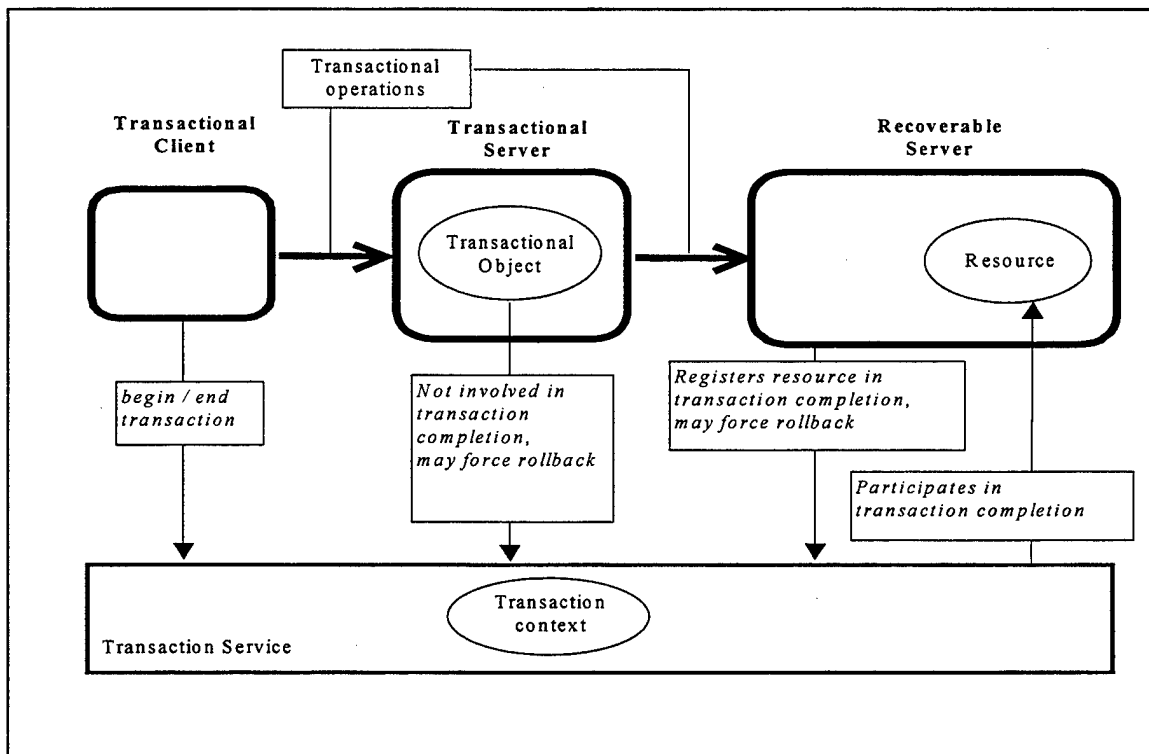 Transactional
operations
Transactional
Client
Transactional
Server
Recoverable
Server
Transactional
Object
Resource
begin / end
transaction
Not involved in
transaction
completion,
may force rollback
Registers resource in
transaction completion,
may force rollback
Participates in
transaction completion
Transaction
context
Transaction Service